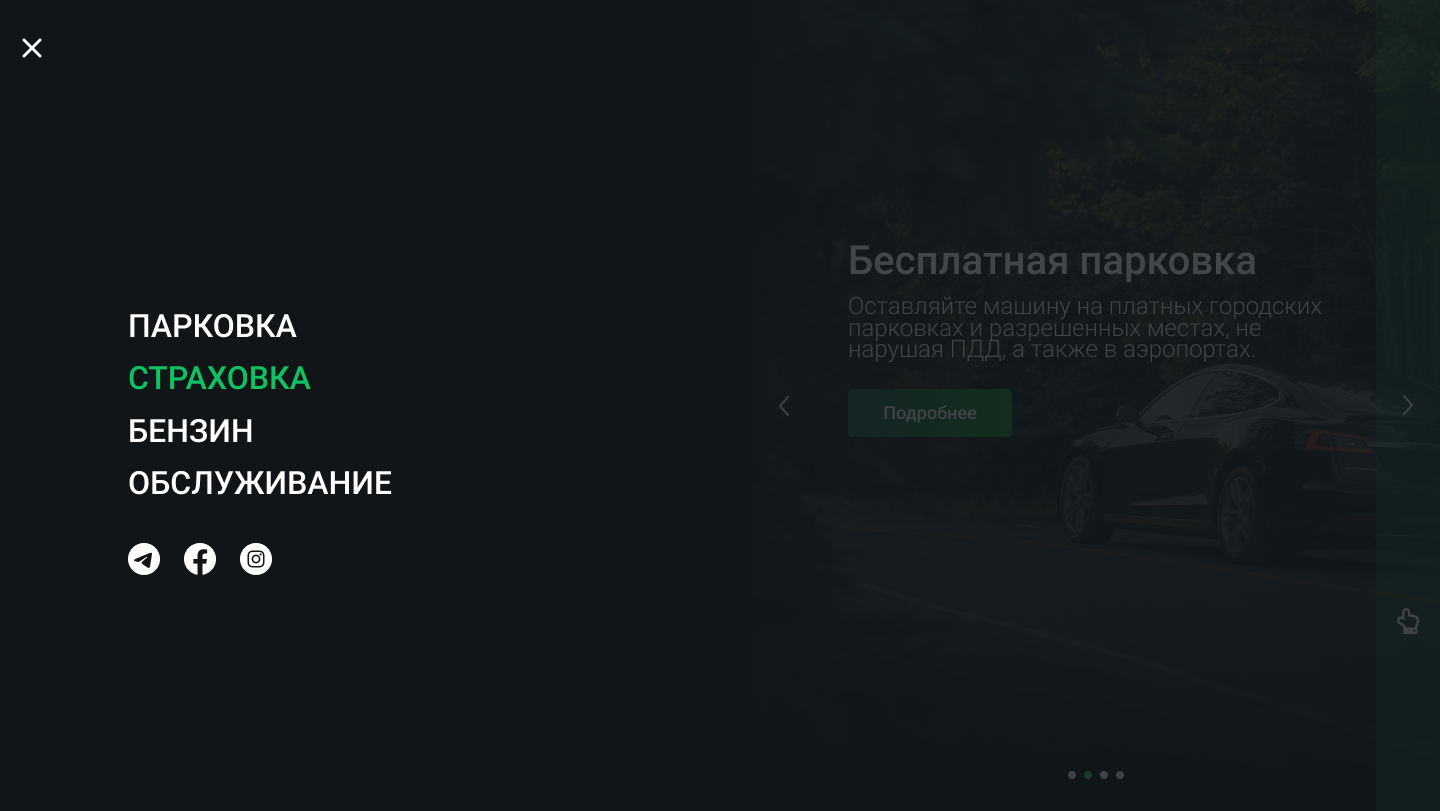 ПАРКОВКА
СТРАХОВКА
БЕНЗИН
ОБСЛУЖИВАНИЕ
Бесплатная парковка
Оставляйте машину на платных городских
парковках и разрешенных местах, не
нарушая ПДД, а также в аэропортах.
Подробнее